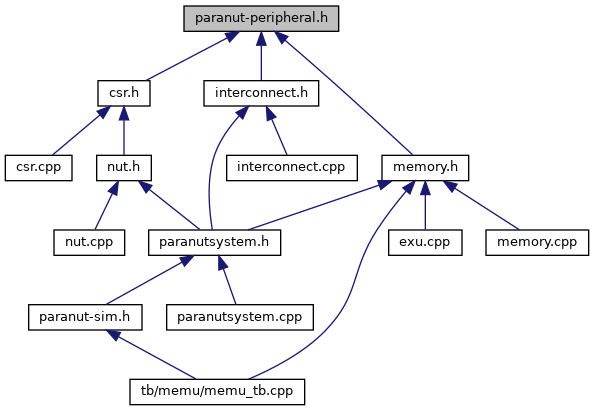 paranut-peripheral.h
csr.h
interconnect.h
csr.cpp
nut.h
interconnect.cpp
memory.h
nut.cpp
paranutsystem.h
exu.cpp
memory.cpp
paranut-sim.h
paranutsystem.cpp
tb/memu/memu_tb.cpp